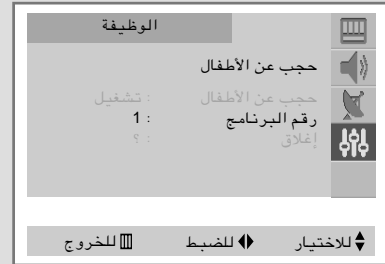 الوظيفة
حجب عن الأطفال
حجب عن الأطفال : تشغيل
رقم البرنامج : 1
إغلاق : ؟
للاختيار للضبط للخروج